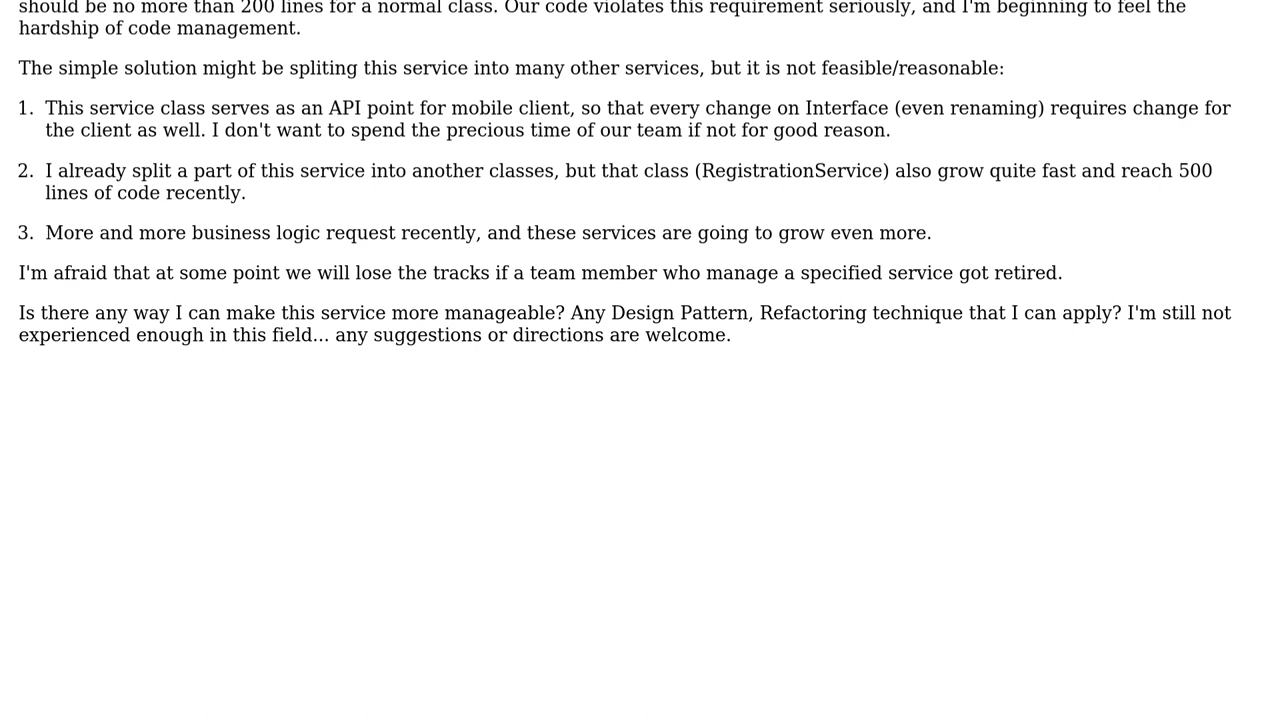 should be no more than 200 lines for a normal class. Our code violates this requirement seriously, and I'm beginning to feel the
hardship of code management.
The simple solution might be spliting this service into many other services, but it is not feasible/reasonable:
1. This service class serves as an API point for mobile client, so that every change on Interface (even renaming) requires change for
the client as well. I don't want to spend the precious time of our team if not for good reason.
2. I already split a part of this service into another classes, but that class (RegistrationService) also grow quite fast and reach 500
lines of code recently.
3. More and more business logic request recently, and these services are going to grow even more.
I'm afraid that at some point we will lose the tracks if a team member who manage a specified service got retired.
Is there any way I can make this service more manageable? Any Design Pattern, Refactoring technique that I can apply? I'm still not
experienced enough in this field... any suggestions or directions are welcome.